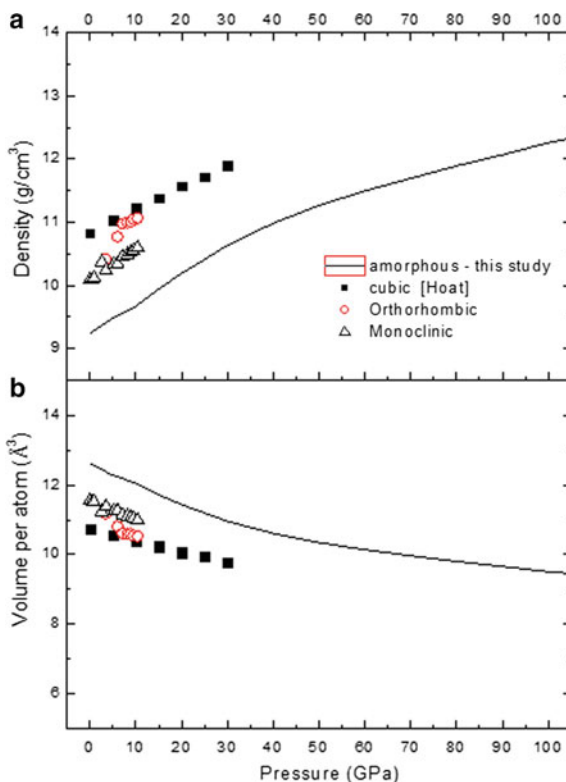 a
0 10 20 30 40 50 60 70 80 90 100
14
13
12
11
10
9
Density (g/cm³)
amorphous - this study
cubic [Hoat]
Orthorhombic
Monoclinic
b
14
12
10
8
6
Volume per atom (Å³)
0 10 20 30 40 50 60 70 80 90 100
Pressure (GPa)